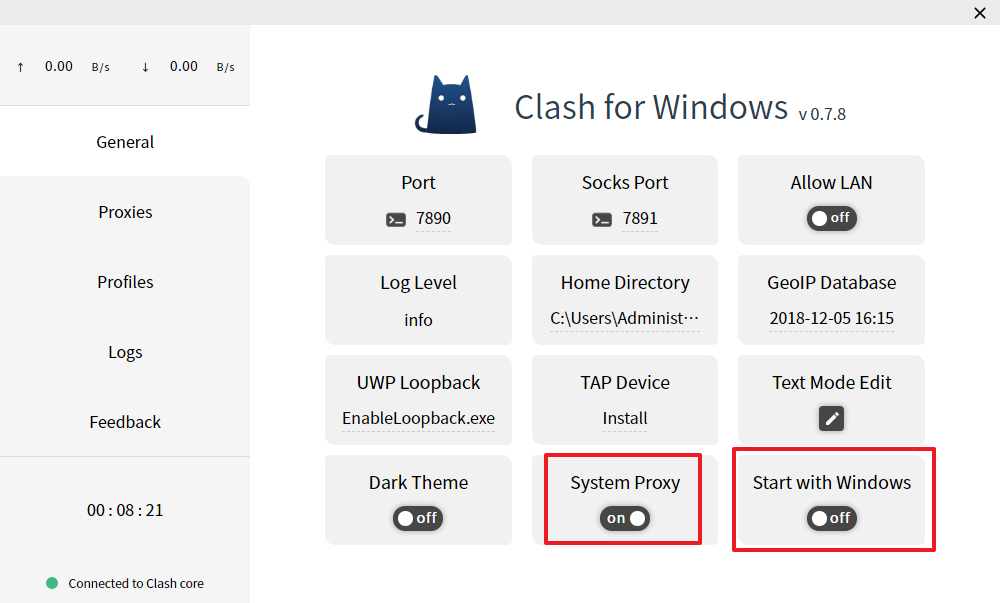 ↑ 0.00 B/s ↓ 0.00 B/s
General
Proxies
Profiles
Logs
Feedback
00 : 08 : 21
Connected to Clash core
Clash for Windows v 0.7.8
Port
7890
Socks Port
7891
Allow LAN
off
Log Level
info
Home Directory
C:\Users\Administ⋯
GeoIP Database
2018-12-05 16:15
UWP Loopback
EnableLoopback.exe
TAP Device
Install
Text Mode Edit
Dark Theme
off
System Proxy
on
Start with Windows
off